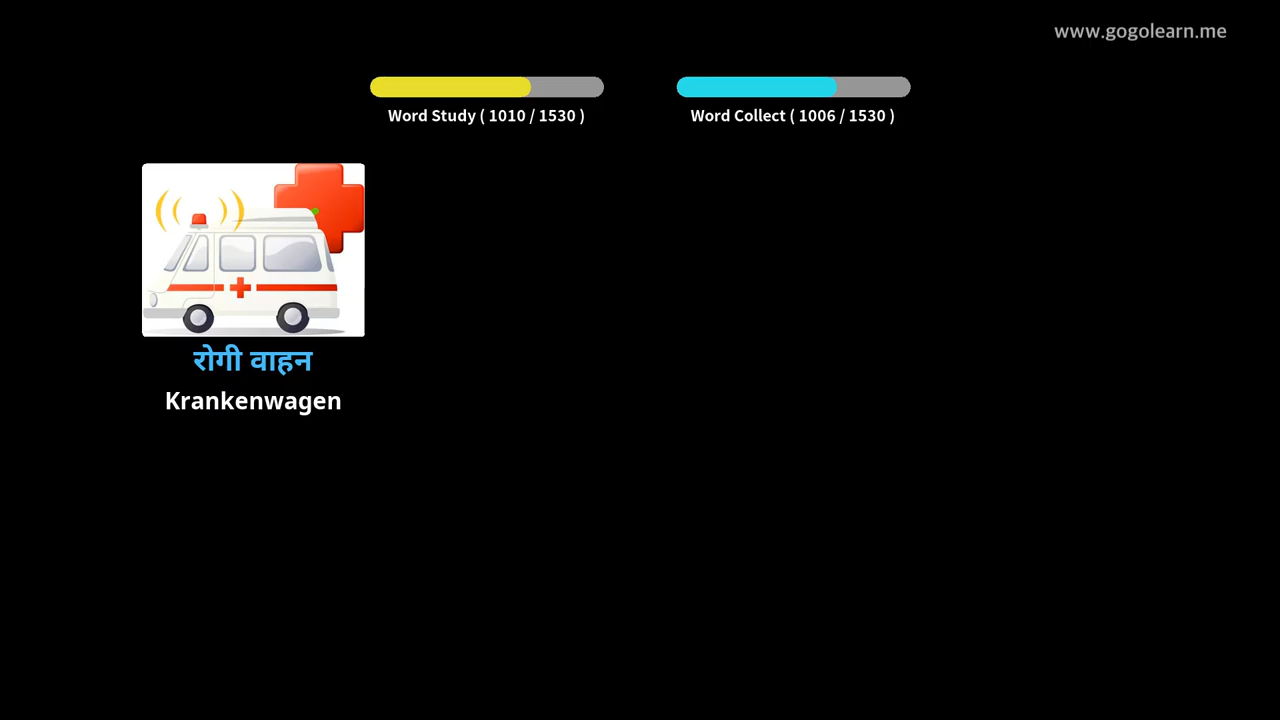 www.gogolearn.me
Word Study ( 1010 / 1530 )
Word Collect ( 1006 / 1530 )
रोगी वाहन
Krankenwagen